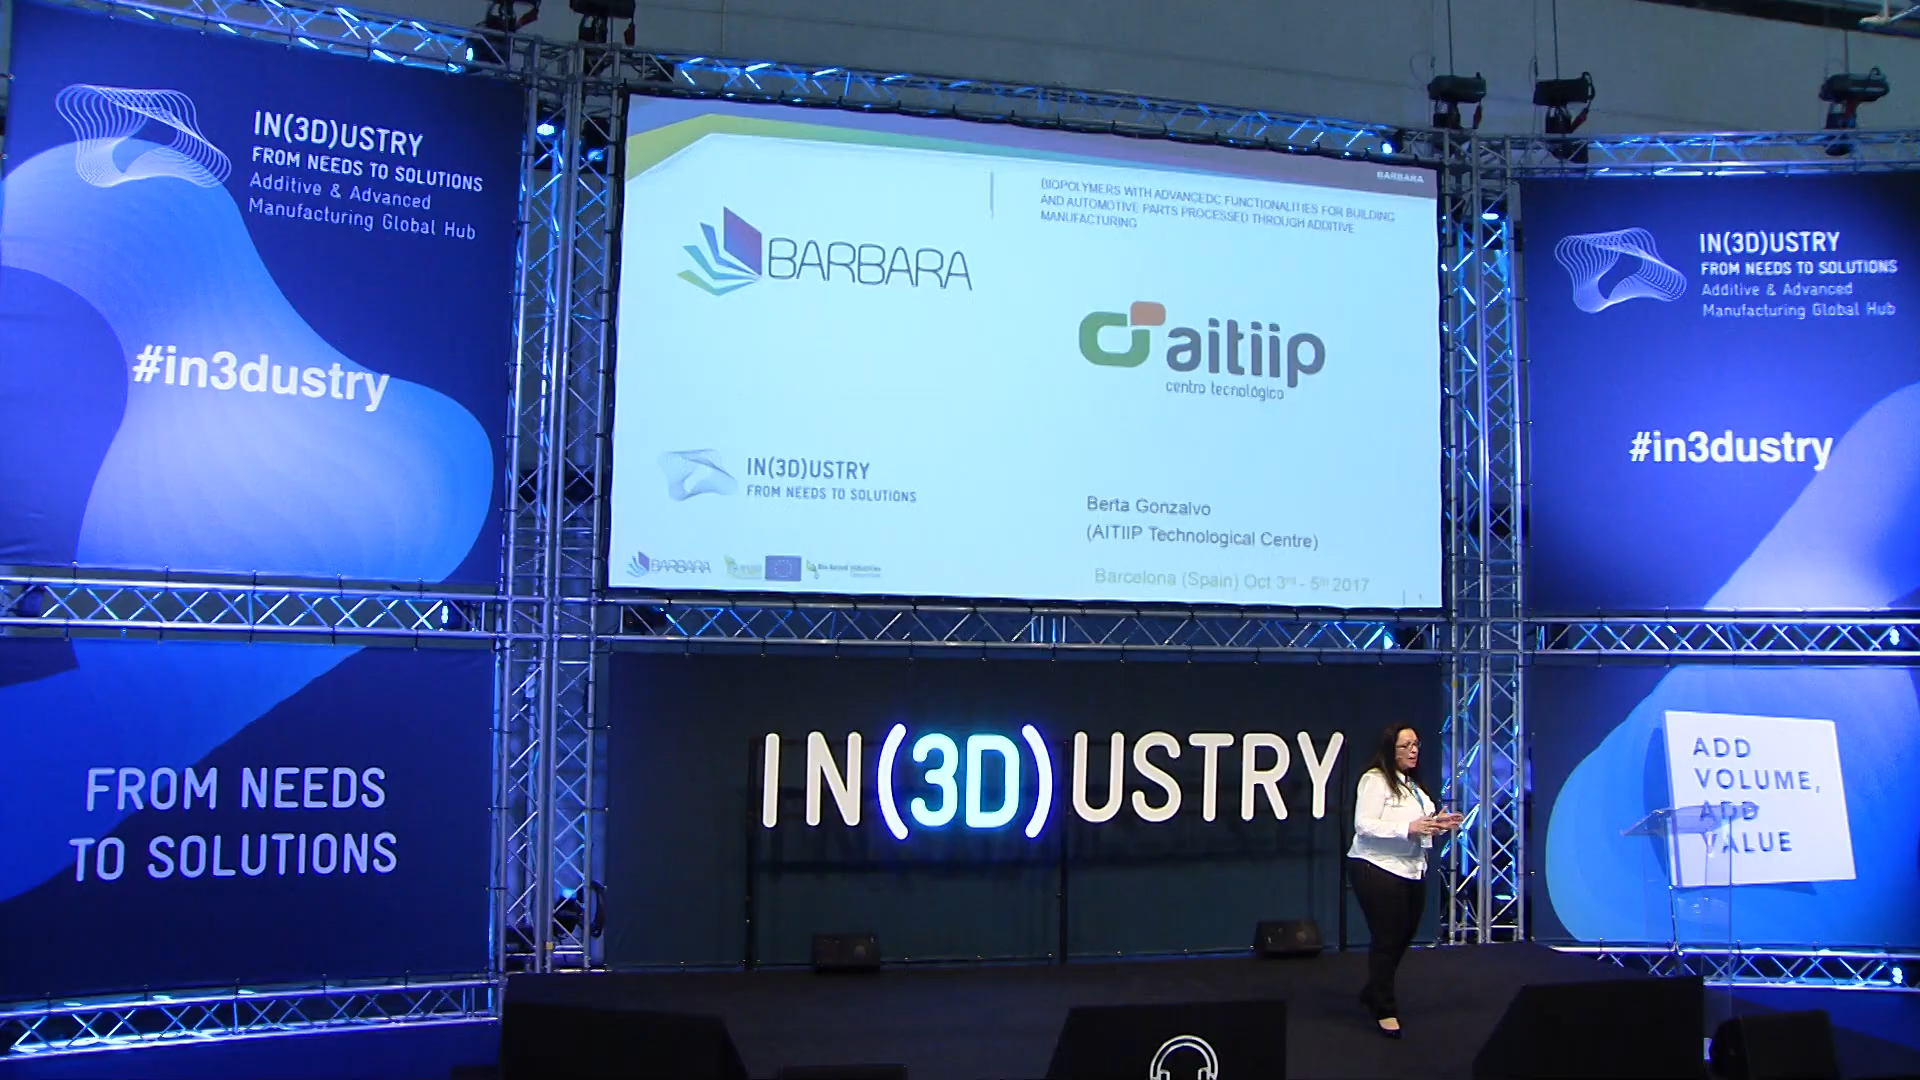 IN(3D)USTRY
FROM NEEDS TO SOLUTIONS
Additive & Advanced
Manufacturing Global Hub
#in3dustry
FROM NEEDS
TO SOLUTIONS
BARBARA
BIOPOLYMERS WITH ADVANCEDC FUNCTIONALITIES FOR BUILDING
AND AUTOMOTIVE PARTS PROCESSED THROUGH ADDITIVE
MANUFACTURING
BARBARA
aitiip
centro tecnológico
IN(3D)USTRY
FROM NEEDS TO SOLUTIONS
Berta Gonzalvo
(AITIIP Technological Centre)
Barcelona (Spain) Oct 3rd - 5th 2017
BARBARA
Bio-based Industries
IN(3D)USTRY
IN(3D)USTRY
FROM NEEDS TO SOLUTIONS
Additive & Advanced
Manufacturing Global Hub
#in3dustry
ADD
VOLUME,
ADD
VALUE